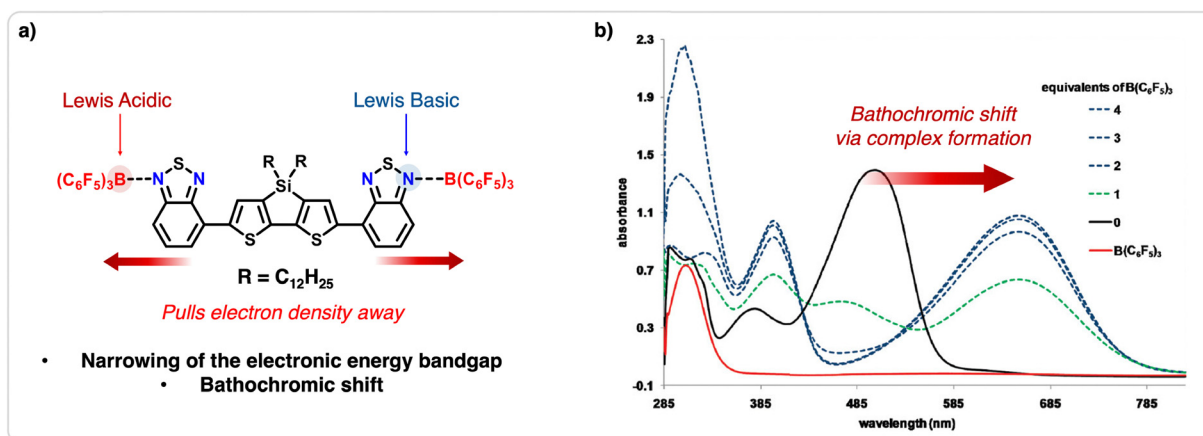 a)
Lewis Acidic
Lewis Basic
R R
S Si S
(C₆F₅)₃B N N N N B(C₆F₅)₃
S S
R = C₁₂H₂₅
Pulls electron density away
• Narrowing of the electronic energy bandgap
• Bathochromic shift
b)
2.3
1.9
1.5
1.1
0.7
0.3
-0.1
absorbance
285 385 485 585 685 785
wavelength (nm)
Bathochromic shift
via complex formation
equivalents of B(C₆F₅)₃
4
3
2
1
0
B(C₆F₅)₃